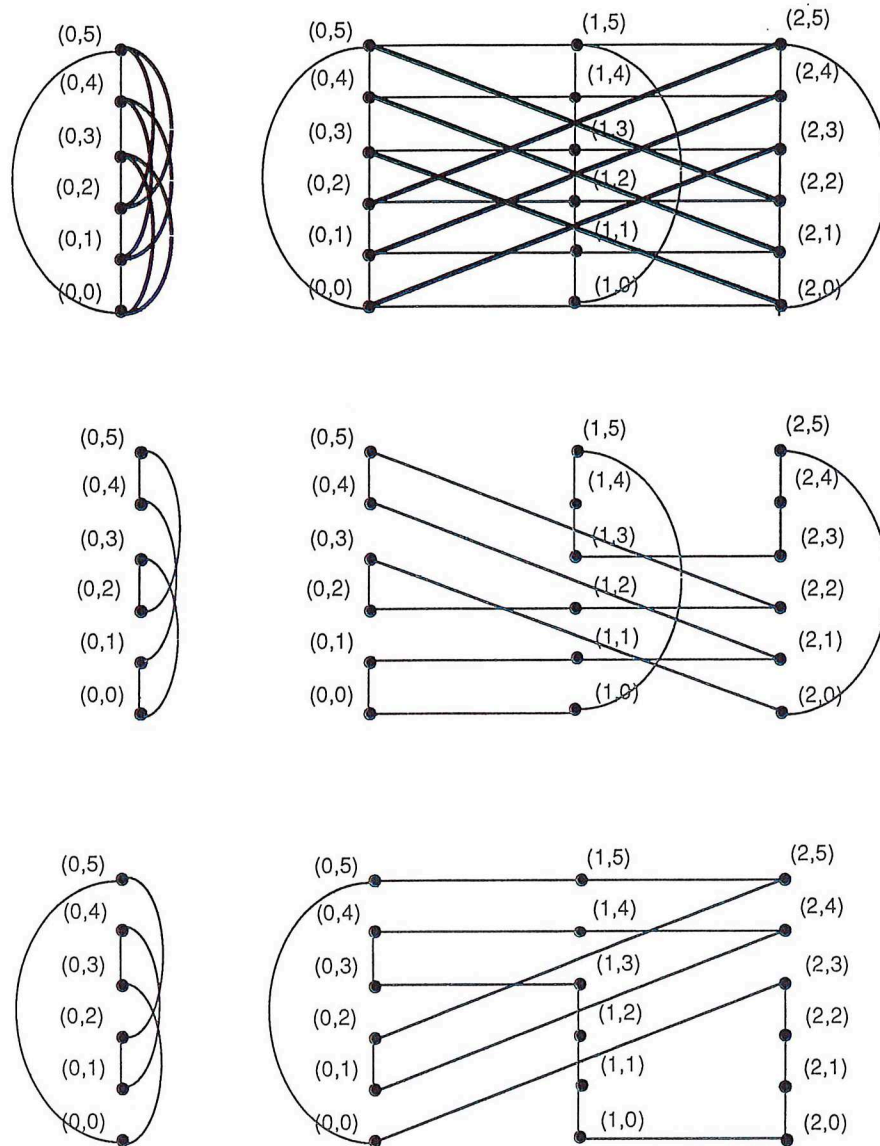 (0,5) (0,5) (1,5) (2,5)
(0,4) (0,4) (1,4) (2,4)
(0,3) (0,3) (1,3) (2,3)
(0,2) (0,2) (1,2) (2,2)
(0,1) (0,1) (1,1) (2,1)
(0,0) (0,0) (1,0) (2,0)
(0,5) (0,5) (1,5) (2,5)
(0,4) (0,4) (1,4) (2,4)
(0,3) (0,3) (1,3) (2,3)
(0,2) (0,2) (1,2) (2,2)
(0,1) (0,1) (1,1) (2,1)
(0,0) (0,0) (1,0) (2,0)
(0,5) (0,5) (1,5) (2,5)
(0,4) (0,4) (1,4) (2,4)
(0,3) (0,3) (1,3) (2,3)
(0,2) (0,2) (1,2) (2,2)
(0,1) (0,1) (1,1) (2,1)
(0,0) (0,0) (1,0) (2,0)